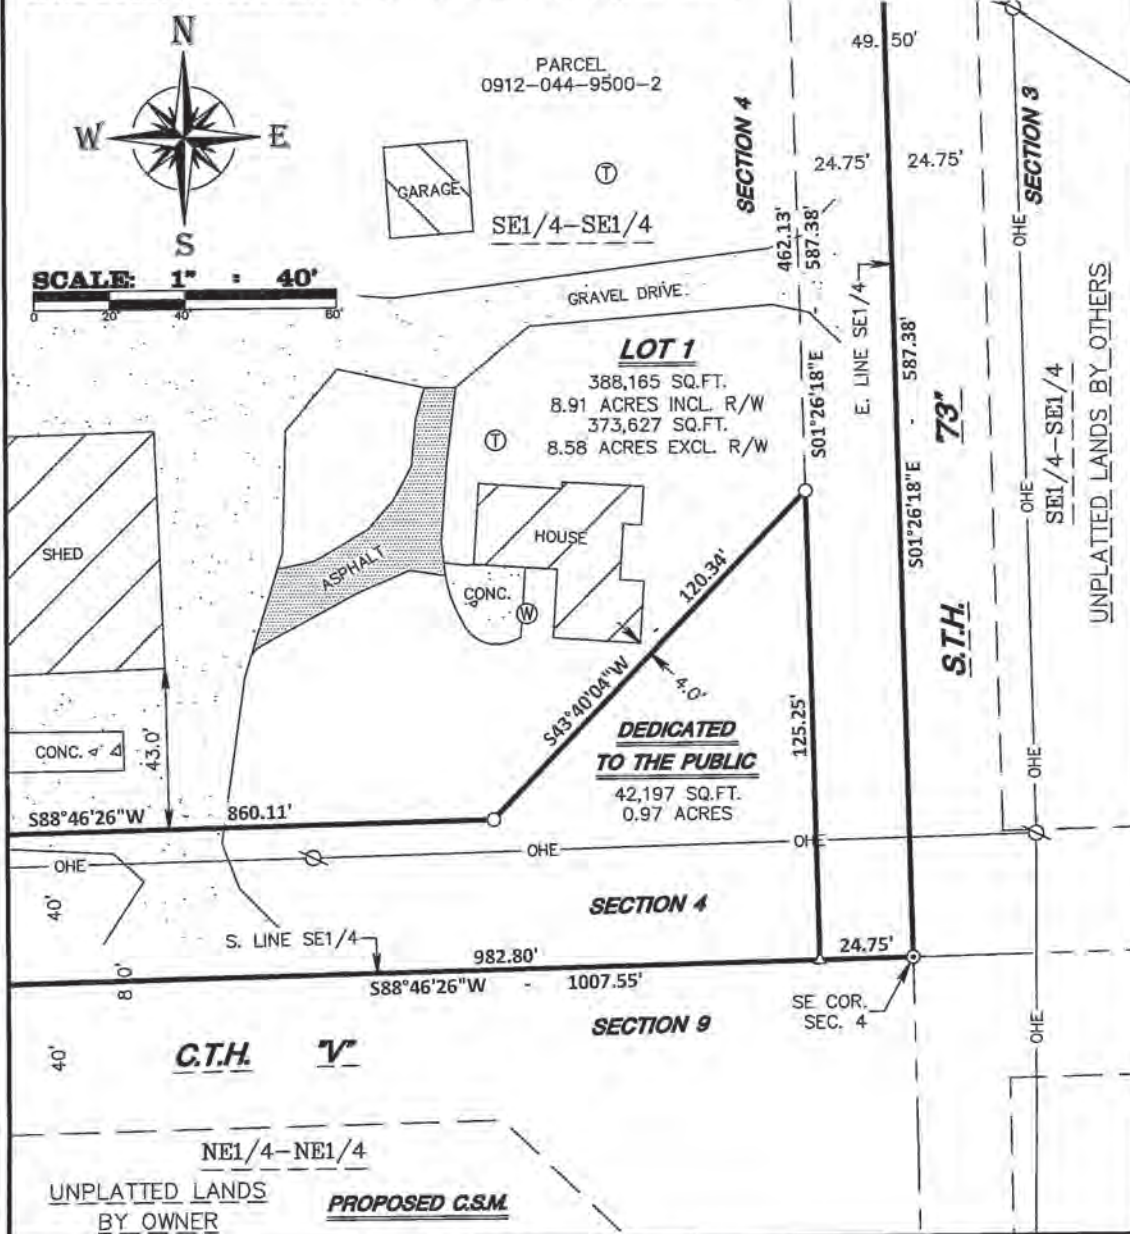 N
W
E
S
SCALE: 1" : 40'
0 20 40 80'
PARCEL
0912-044-9500-2
49.50'
SECTION 4
24.75'
24.75'
SECTION 3
OHE
GARAGE
T
SE1/4-SE1/4
462.13'
587.38'
S01°26'18"E
GRAVEL DRIVE
E. LINE SE1/4
S01°26'18"E - 587.38'
UNPLATTED LANDS BY OTHERS
SE1/4-SE1/4
LOT 1
388,165 SQ.FT.
8.91 ACRES INCL. R/W
373,627 SQ.FT.
8.58 ACRES EXCL. R/W
T
S.T.H. "73"
OHE
SHED
ASPHALT
HOUSE
CONC.
W
120.34'
S43°40'04"W
4.0'
125.25'
DEDICATED
TO THE PUBLIC
42,197 SQ.FT.
0.97 ACRES
CONC.
43.0'
OHE
S88°46'26"W
860.11'
OHE
OHE
OHE
40'
SECTION 4
S. LINE SE1/4
982.80'
24.75'
80'
S88°46'26"W - 1007.55'
SE COR.
SEC. 4
SECTION 9
OHE
40'
C.T.H. "V"
NE1/4-NE1/4
UNPLATTED LANDS
BY OWNER
PROPOSED C.S.M.